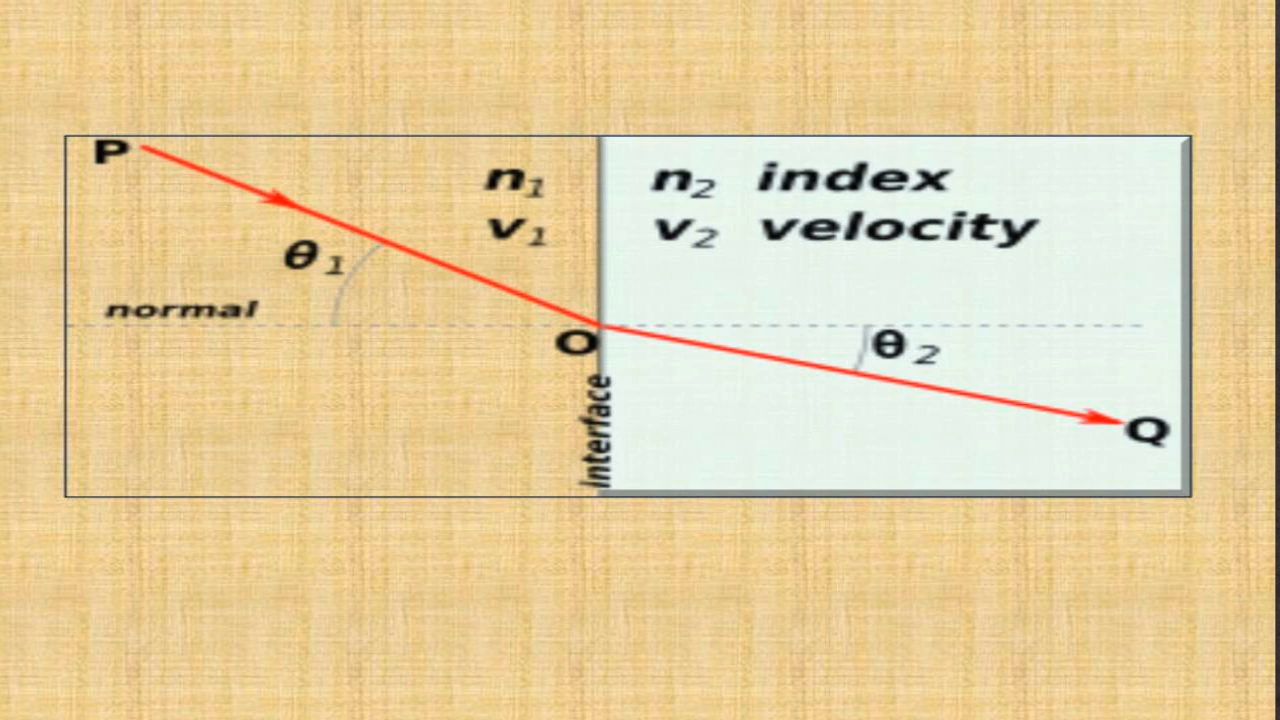 P
n₁ n₂ index
v₁ v₂ velocity
θ₁
normal
O
θ₂
Interface
Q